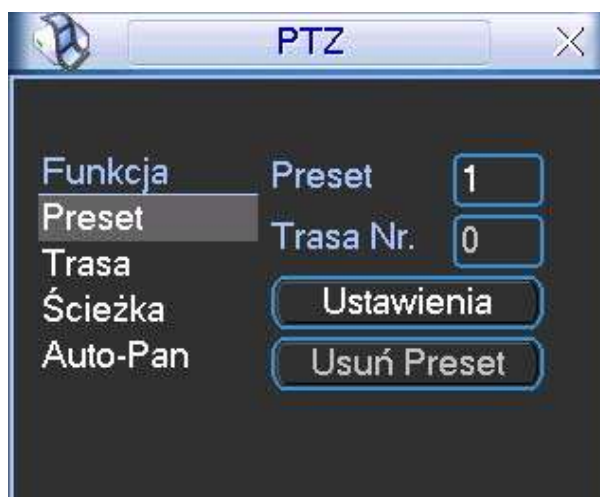 PTZ
Funkcja
Preset
Trasa
Ścieżka
Auto-Pan
Preset 1
Trasa Nr. 0
Ustawienia
Usuń Preset